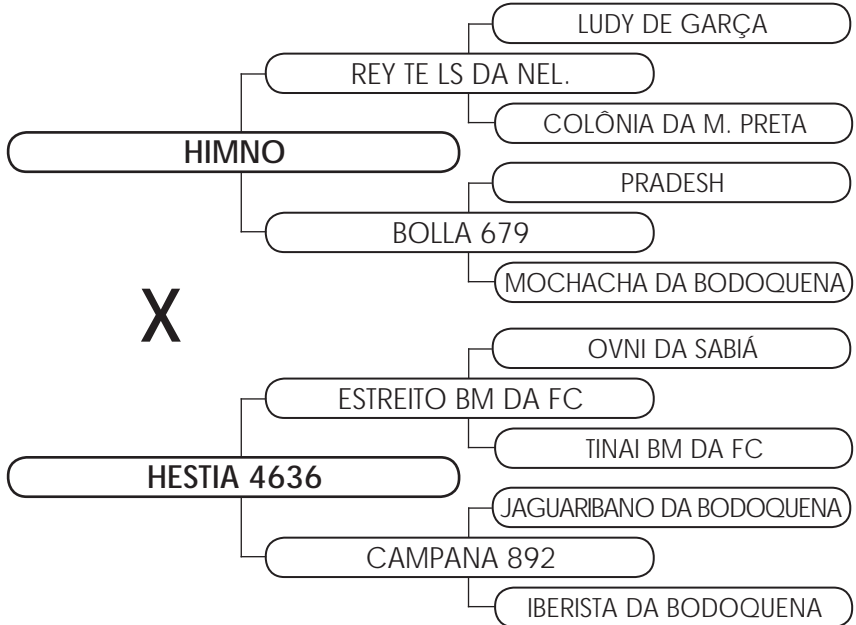 LUDY DE GARÇA
REY TE LS DA NEL.
COLÔNIA DA M. PRETA
HIMNO
PRADESH
BOLLA 679
MOCHACHA DA BODOQUENA
X
OVNI DA SABIÁ
ESTREITO BM DA FC
TINAI BM DA FC
HESTIA 4636
JAGUARIBANO DA BODOQUENA
CAMPANA 892
IBERISTA DA BODOQUENA